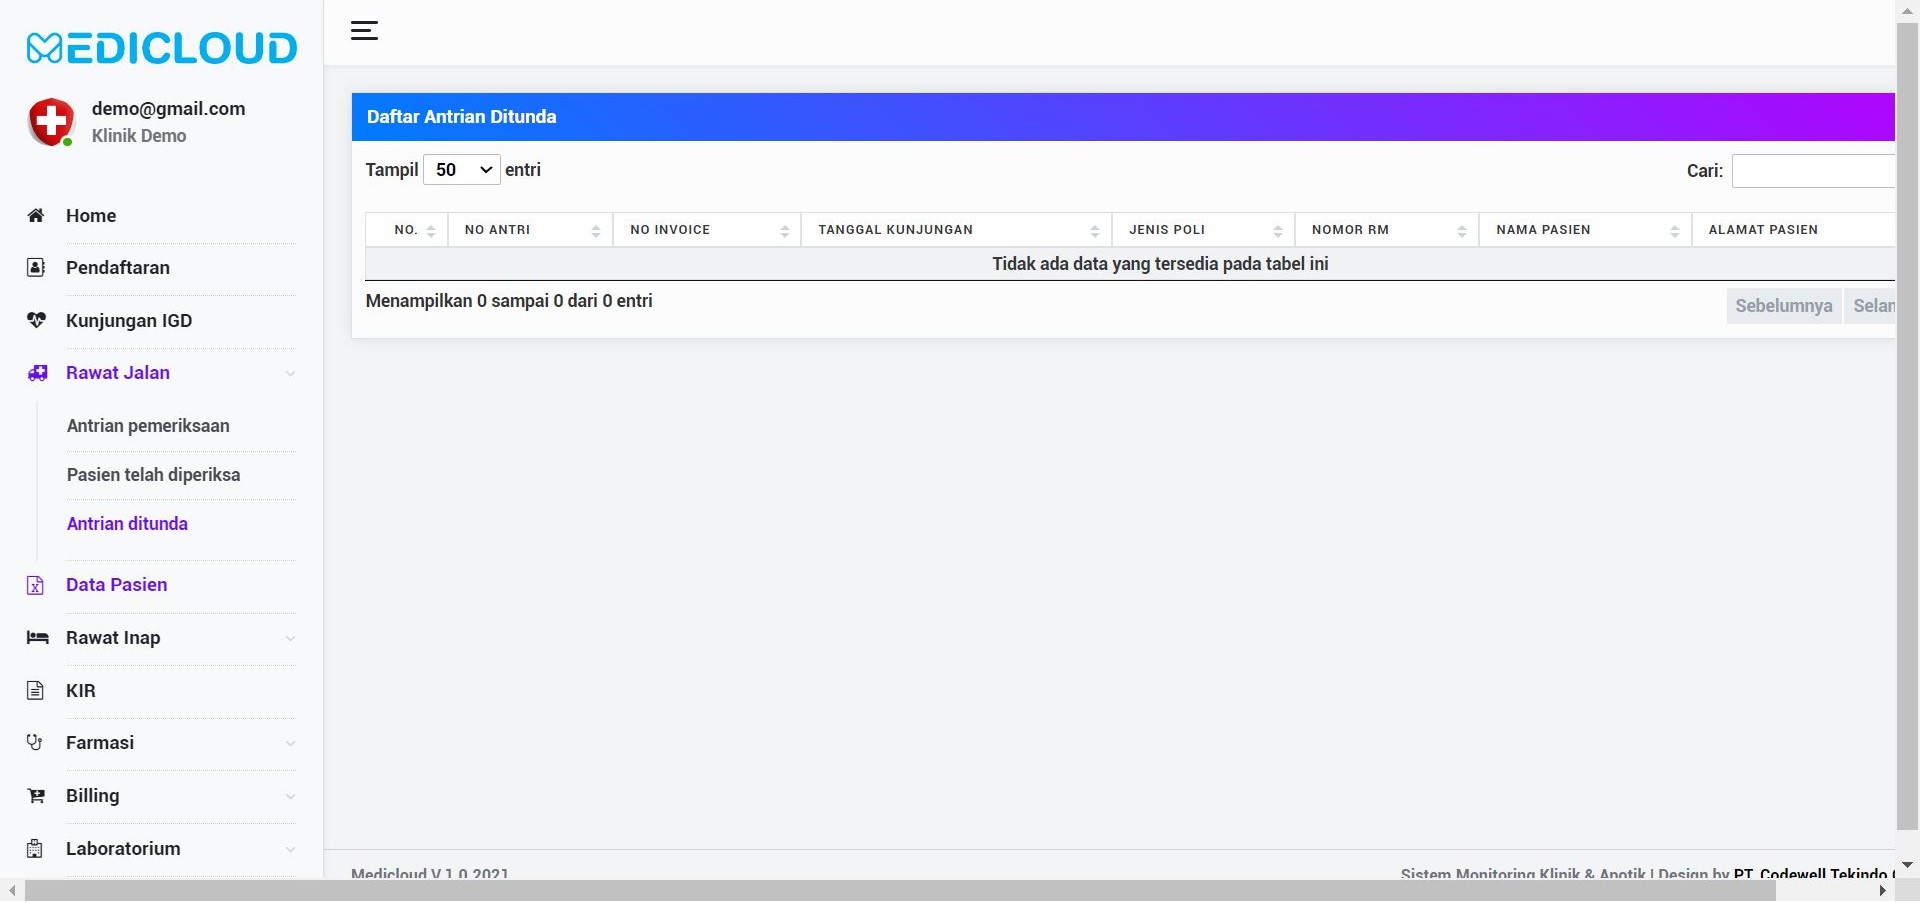 MEDICLOUD
demo@gmail.com
Klinik Demo
Home
Pendaftaran
Kunjungan IGD
Rawat Jalan
Antrian pemeriksaan
Pasien telah diperiksa
Antrian ditunda
Data Pasien
Rawat Inap
KIR
Farmasi
Billing
Laboratorium
Daftar Antrian Ditunda
Tampil 50 entri
Cari:
NO. NO ANTRI NO INVOICE TANGGAL KUNJUNGAN JENIS POLI NOMOR RM NAMA PASIEN ALAMAT PASIEN
Tidak ada data yang tersedia pada tabel ini
Menampilkan 0 sampai 0 dari 0 entri
Sebelumnya Selan
Medicloud V.1.0.2021
Sistem Monitoring Klinik & Apotik | Design by PT. Codewell Tekindo